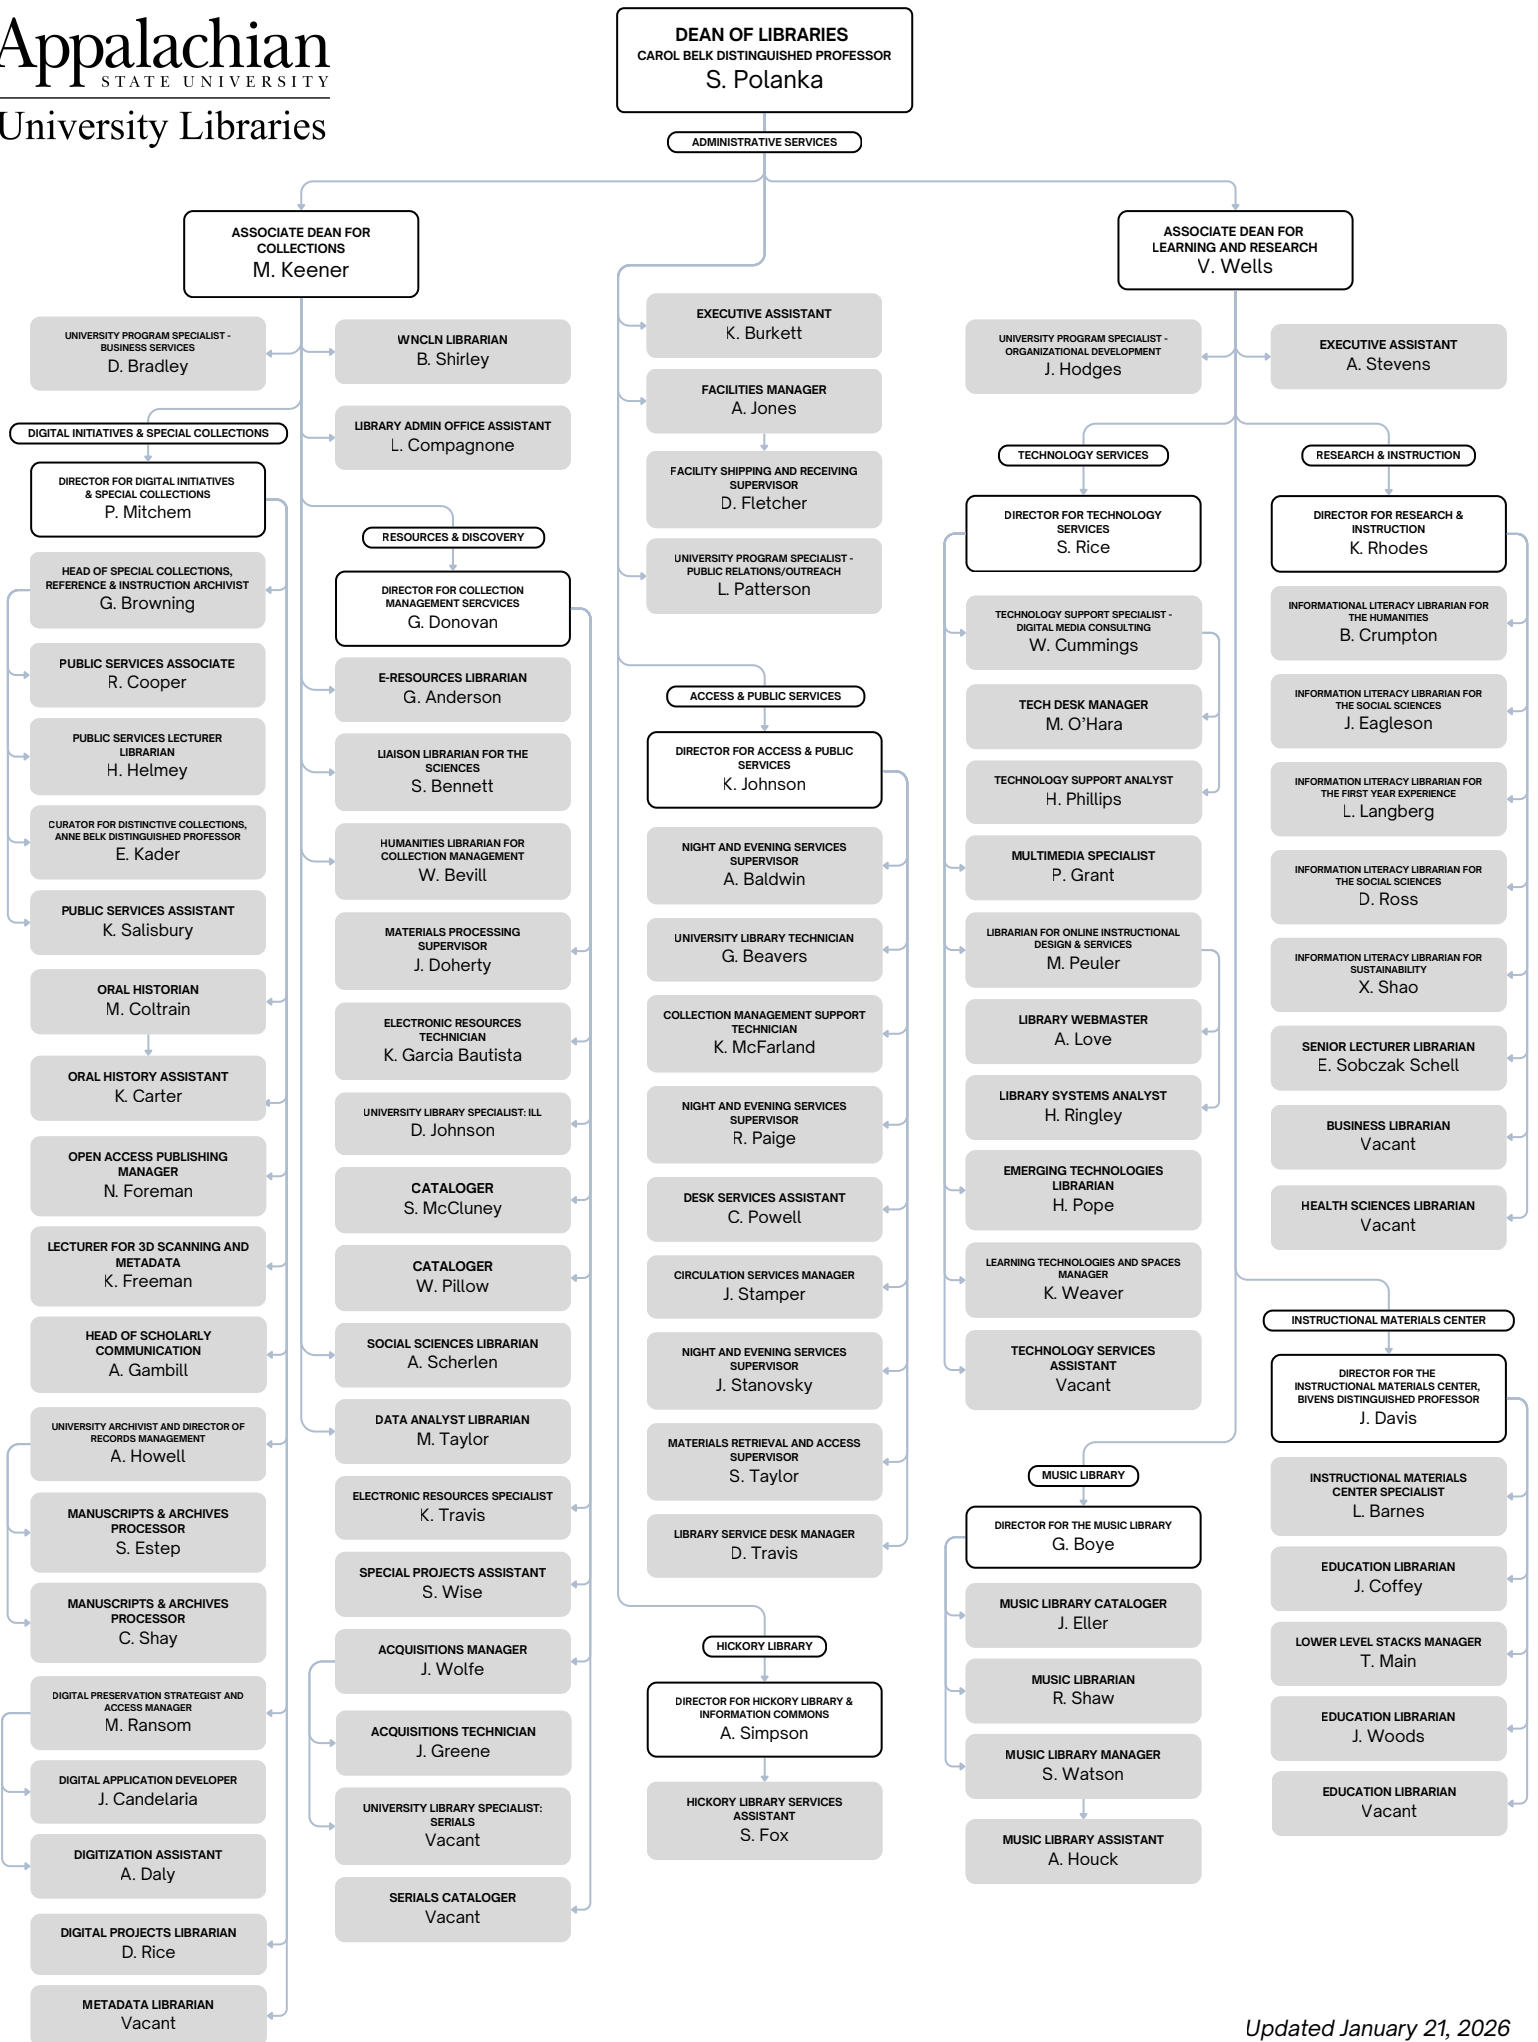 Appalachian
STATE UNIVERSITY
University Libraries
DEAN OF LIBRARIES
CAROL BELK DISTINGUISHED PROFESSOR
S. Polanka
ADMINISTRATIVE SERVICES
ASSOCIATE DEAN FOR
COLLECTIONS
M. Keener
UNIVERSITY PROGRAM SPECIALIST -
BUSINESS SERVICES
D. Bradley
WNCLN LIBRARIAN
B. Shirley
LIBRARY ADMIN OFFICE ASSISTANT
L. Compagnone
DIGITAL INITIATIVES & SPECIAL COLLECTIONS
DIRECTOR FOR DIGITAL INITIATIVES
& SPECIAL COLLECTIONS
P. Mitchem
HEAD OF SPECIAL COLLECTIONS,
REFERENCE & INSTRUCTION ARCHIVIST
G. Browning
PUBLIC SERVICES ASSOCIATE
R. Cooper
PUBLIC SERVICES LECTURER
LIBRARIAN
H. Helmey
CURATOR FOR DISTINCTIVE COLLECTIONS,
ANNE BELK DISTINGUISHED PROFESSOR
E. Kader
PUBLIC SERVICES ASSISTANT
K. Salisbury
ORAL HISTORIAN
M. Coltrain
ORAL HISTORY ASSISTANT
K. Carter
OPEN ACCESS PUBLISHING
MANAGER
N. Foreman
LECTURER FOR 3D SCANNING AND
METADATA
K. Freeman
HEAD OF SCHOLARLY
COMMUNICATION
A. Gambill
UNIVERSITY ARCHIVIST AND DIRECTOR OF
RECORDS MANAGEMENT
A. Howell
MANUSCRIPTS & ARCHIVES
PROCESSOR
S. Estep
MANUSCRIPTS & ARCHIVES
PROCESSOR
C. Shay
DIGITAL PRESERVATION STRATEGIST AND
ACCESS MANAGER
M. Ransom
DIGITAL APPLICATION DEVELOPER
J. Candelaria
DIGITIZATION ASSISTANT
A. Daly
DIGITAL PROJECTS LIBRARIAN
D. Rice
METADATA LIBRARIAN
Vacant
RESOURCES & DISCOVERY
DIRECTOR FOR COLLECTION
MANAGEMENT SERCVICES
G. Donovan
E-RESOURCES LIBRARIAN
G. Anderson
LIAISON LIBRARIAN FOR THE
SCIENCES
S. Bennett
HUMANITIES LIBRARIAN FOR
COLLECTION MANAGEMENT
W. Bevill
MATERIALS PROCESSING
SUPERVISOR
J. Doherty
ELECTRONIC RESOURCES
TECHNICIAN
K. Garcia Bautista
UNIVERSITY LIBRARY SPECIALIST: ILL
D. Johnson
CATALOGER
S. McCluney
CATALOGER
W. Pillow
SOCIAL SCIENCES LIBRARIAN
A. Scherlen
DATA ANALYST LIBRARIAN
M. Taylor
ELECTRONIC RESOURCES SPECIALIST
K. Travis
SPECIAL PROJECTS ASSISTANT
S. Wise
ACQUISITIONS MANAGER
J. Wolfe
ACQUISITIONS TECHNICIAN
J. Greene
UNIVERSITY LIBRARY SPECIALIST:
SERIALS
Vacant
SERIALS CATALOGER
Vacant
EXECUTIVE ASSISTANT
K. Burkett
FACILITIES MANAGER
A. Jones
FACILITY SHIPPING AND RECEIVING
SUPERVISOR
D. Fletcher
UNIVERSITY PROGRAM SPECIALIST -
PUBLIC RELATIONS/OUTREACH
L. Patterson
ACCESS & PUBLIC SERVICES
DIRECTOR FOR ACCESS & PUBLIC
SERVICES
K. Johnson
NIGHT AND EVENING SERVICES
SUPERVISOR
A. Baldwin
UNIVERSITY LIBRARY TECHNICIAN
G. Beavers
COLLECTION MANAGEMENT SUPPORT
TECHNICIAN
K. McFarland
NIGHT AND EVENING SERVICES
SUPERVISOR
R. Paige
DESK SERVICES ASSISTANT
C. Powell
CIRCULATION SERVICES MANAGER
J. Stamper
NIGHT AND EVENING SERVICES
SUPERVISOR
J. Stanovsky
MATERIALS RETRIEVAL AND ACCESS
SUPERVISOR
S. Taylor
LIBRARY SERVICE DESK MANAGER
D. Travis
HICKORY LIBRARY
DIRECTOR FOR HICKORY LIBRARY &
INFORMATION COMMONS
A. Simpson
HICKORY LIBRARY SERVICES
ASSISTANT
S. Fox
ASSOCIATE DEAN FOR
LEARNING AND RESEARCH
V. Wells
UNIVERSITY PROGRAM SPECIALIST -
ORGANIZATIONAL DEVELOPMENT
J. Hodges
EXECUTIVE ASSISTANT
A. Stevens
TECHNOLOGY SERVICES
DIRECTOR FOR TECHNOLOGY
SERVICES
S. Rice
TECHNOLOGY SUPPORT SPECIALIST -
DIGITAL MEDIA CONSULTING
W. Cummings
TECH DESK MANAGER
M. O'Hara
TECHNOLOGY SUPPORT ANALYST
H. Phillips
MULTIMEDIA SPECIALIST
P. Grant
LIBRARIAN FOR ONLINE INSTRUCTIONAL
DESIGN & SERVICES
M. Peuler
LIBRARY WEBMASTER
A. Love
LIBRARY SYSTEMS ANALYST
H. Ringley
EMERGING TECHNOLOGIES
LIBRARIAN
H. Pope
LEARNING TECHNOLOGIES AND SPACES
MANAGER
K. Weaver
TECHNOLOGY SERVICES
ASSISTANT
Vacant
MUSIC LIBRARY
DIRECTOR FOR THE MUSIC LIBRARY
G. Boye
MUSIC LIBRARY CATALOGER
J. Eller
MUSIC LIBRARIAN
R. Shaw
MUSIC LIBRARY MANAGER
S. Watson
MUSIC LIBRARY ASSISTANT
A. Houck
RESEARCH & INSTRUCTION
DIRECTOR FOR RESEARCH &
INSTRUCTION
K. Rhodes
INFORMATIONAL LITERACY LIBRARIAN FOR
THE HUMANITIES
B. Crumpton
INFORMATION LITERACY LIBRARIAN FOR
THE SOCIAL SCIENCES
J. Eagleson
INFORMATION LITERACY LIBRARIAN FOR
THE FIRST YEAR EXPERIENCE
L. Langberg
INFORMATION LITERACY LIBRARIAN FOR
THE SOCIAL SCIENCES
D. Ross
INFORMATION LITERACY LIBRARIAN FOR
SUSTAINABILITY
X. Shao
SENIOR LECTURER LIBRARIAN
E. Sobczak Schell
BUSINESS LIBRARIAN
Vacant
HEALTH SCIENCES LIBRARIAN
Vacant
INSTRUCTIONAL MATERIALS CENTER
DIRECTOR FOR THE
INSTRUCTIONAL MATERIALS CENTER,
BIVENS DISTINGUISHED PROFESSOR
J. Davis
INSTRUCTIONAL MATERIALS
CENTER SPECIALIST
L. Barnes
EDUCATION LIBRARIAN
J. Coffey
LOWER LEVEL STACKS MANAGER
T. Main
EDUCATION LIBRARIAN
J. Woods
EDUCATION LIBRARIAN
Vacant
Updated January 21, 2026